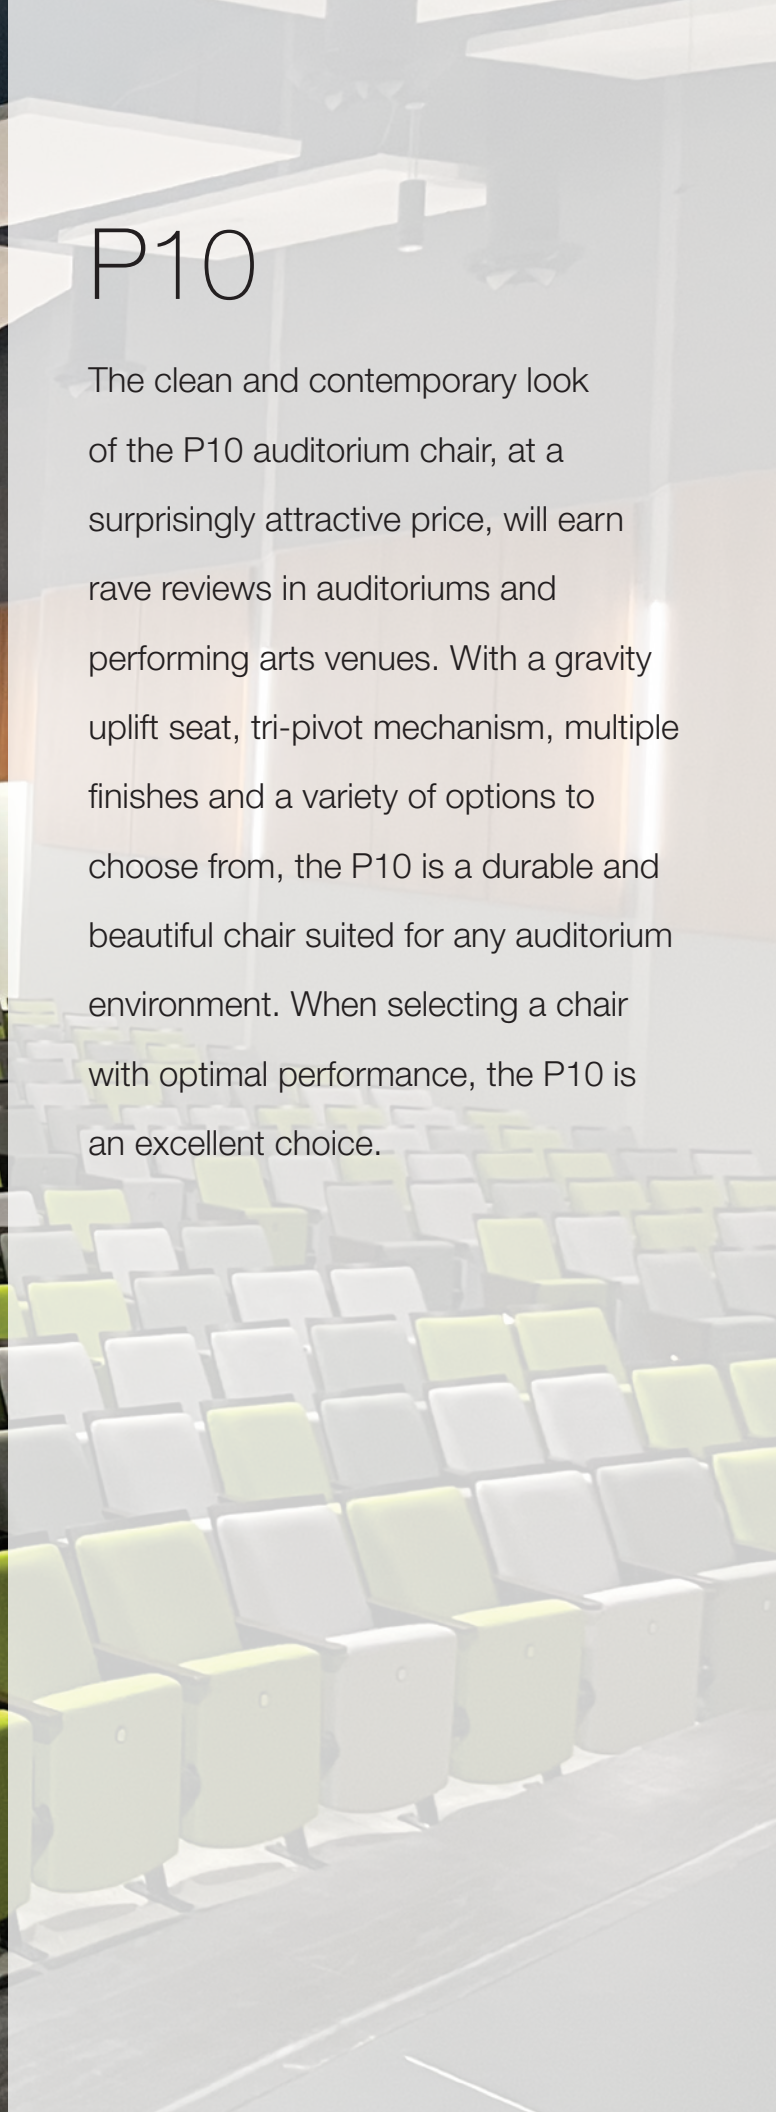 P10
The clean and contemporary look
of the P10 auditorium chair, at a
surprisingly attractive price, will earn
rave reviews in auditoriums and
performing arts venues. With a gravity
uplift seat, tri-pivot mechanism, multiple
finishes and a variety of options to
choose from, the P10 is a durable and
beautiful chair suited for any auditorium
environment. When selecting a chair
with optimal performance, the P10 is
an excellent choice.